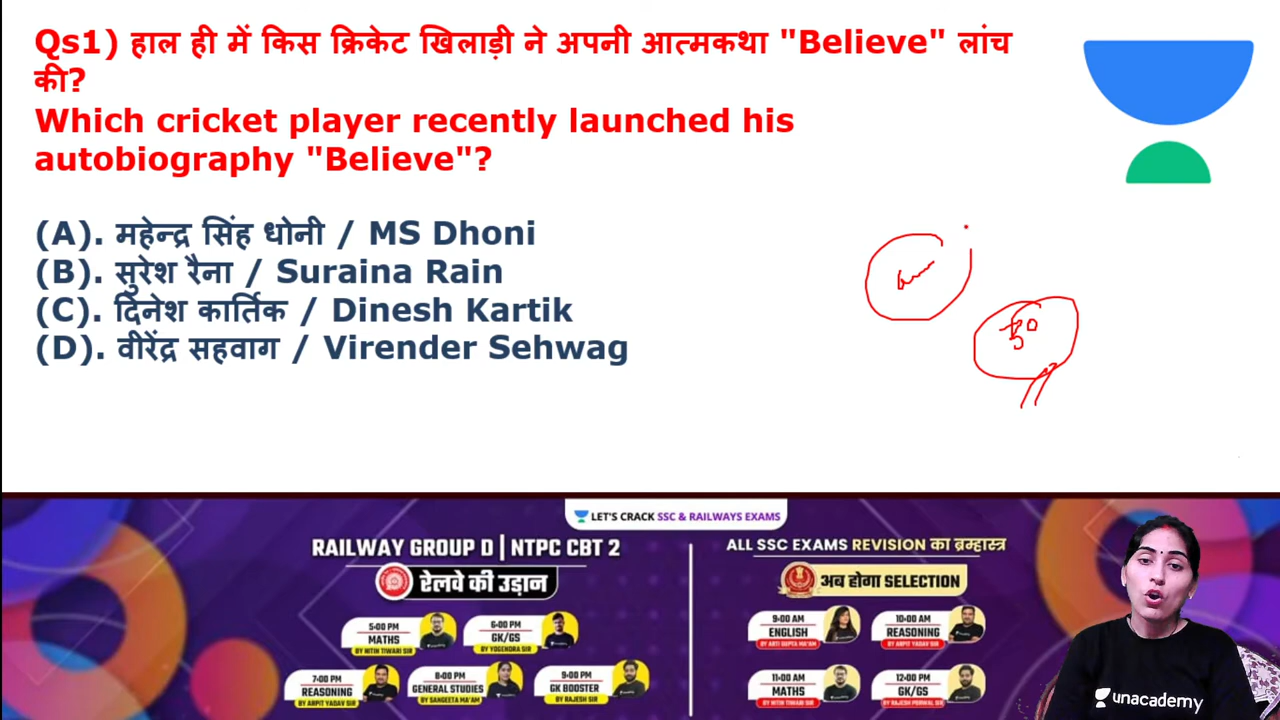 Qs1) हाल ही में किस क्रिकेट खिलाड़ी ने अपनी आत्मकथा "Believe" लांच
की?
Which cricket player recently launched his
autobiography "Believe"?
(A). महेन्द्र सिंह धोनी / MS Dhoni
(B). सुरेश रैना / Suraina Rain
(C). दिनेश कार्तिक / Dinesh Kartik
(D). वीरेंद्र सहवाग / Virender Sehwag
LET'S CRACK SSC & RAILWAYS EXAMS
RAILWAY GROUP D | NTPC CBT 2
रेलवे की उड़ान
5:00 PM
MATHS
BY NITIN TIWARI SIR
6:00 PM
GK/GS
BY YOGENDRA SIR
7:00 PM
REASONING
BY ARPIT YADAV SIR
8:00 PM
GENERAL STUDIES
BY SANGEETA MA'AM
9:00 PM
GK BOOSTER
BY RAJESH SIR
ALL SSC EXAMS REVISION का ब्रम्हास्त्र
अब होगा SELECTION
9:00 AM
ENGLISH
BY ARTI GUPTA MA'AM
10:00 AM
REASONING
BY ARPIT YADAV SIR
11:00 AM
MATHS
BY NITIN TIWARI SIR
12:00 PM
GK/GS
BY RAJESH PORWAL SIR
unacademy